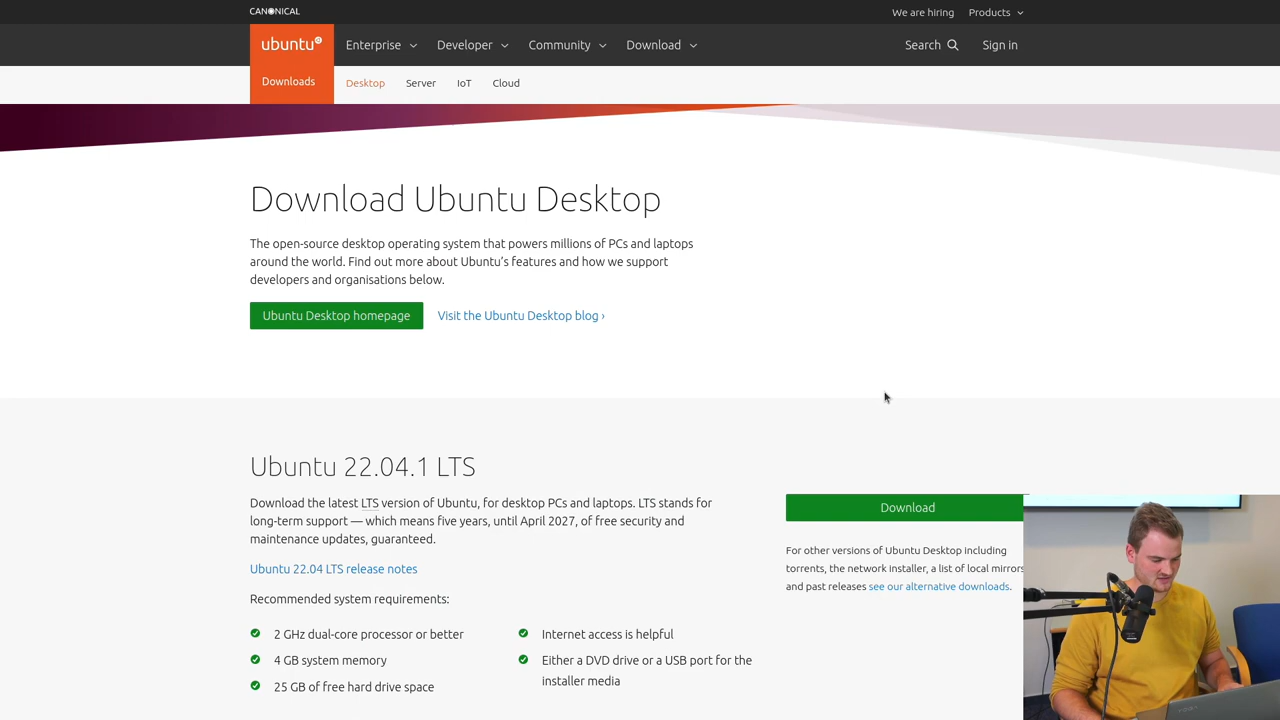 CANONICAL
We are hiring Products
ubuntu
Enterprise Developer Community Download Search Sign in
Downloads Desktop Server IoT Cloud
Download Ubuntu Desktop
The open-source desktop operating system that powers millions of PCs and laptops
around the world. Find out more about Ubuntu's features and how we support
developers and organisations below.
Ubuntu Desktop homepage Visit the Ubuntu Desktop blog ›
Ubuntu 22.04.1 LTS
Download the latest LTS version of Ubuntu, for desktop PCs and laptops. LTS stands for
long-term support — which means five years, until April 2027, of free security and
maintenance updates, guaranteed.
Ubuntu 22.04 LTS release notes
Recommended system requirements:
2 GHz dual-core processor or better
4 GB system memory
25 GB of free hard drive space
Internet access is helpful
Either a DVD drive or a USB port for the
installer media
Download
For other versions of Ubuntu Desktop including
torrents, the network installer, a list of local mirrors
and past releases see our alternative downloads.